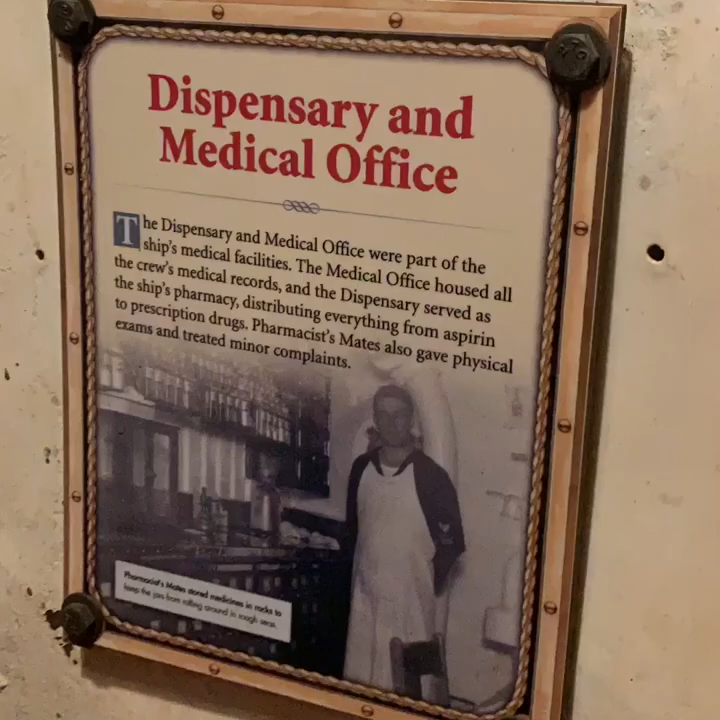 Dispensary and
Medical Office
The Dispensary and Medical Office were part of the
ship's medical facilities. The Medical Office housed all
the crew's medical records, and the Dispensary served as
the ship's pharmacy, distributing everything from aspirin
to prescription drugs. Pharmacist's Mates also gave physical
exams and treated minor complaints.
Pharmacist's Mates stored medicines in racks to
keep the jars from rolling around in rough seas.